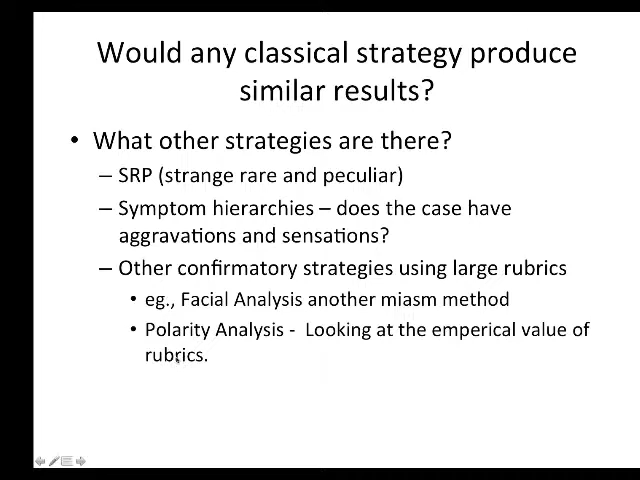 Would any classical strategy produce
similar results?
• What other strategies are there?
– SRP (strange rare and peculiar)
– Symptom hierarchies – does the case have
aggravations and sensations?
– Other confirmatory strategies using large rubrics
• eg., Facial Analysis another miasm method
• Polarity Analysis - Looking at the emperical value of
rubrics.